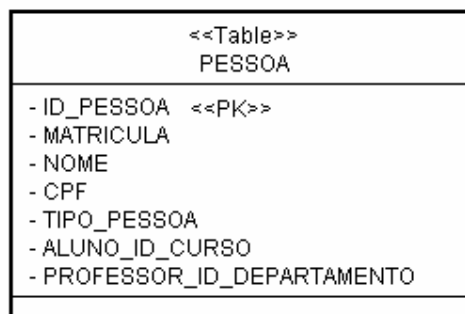 <<Table>>
PESSOA
- ID_PESSOA <<PK>>
- MATRICULA
- NOME
- CPF
- TIPO_PESSOA
- ALUNO_ID_CURSO
- PROFESSOR_ID_DEPARTAMENTO